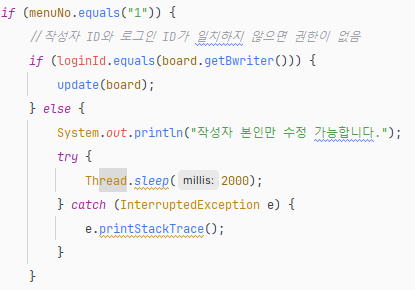 if (menuNo.equals("1")) {
//작성자 ID와 로그인 ID가 일치하지 않으면 권한이 없음
if (loginId.equals(board.getBwriter())) {
update(board);
} else {
System.out.println("작성자 본인만 수정 가능합니다.");
try {
Thread.sleep( millis: 2000);
} catch (InterruptedException e) {
e.printStackTrace();
}
}